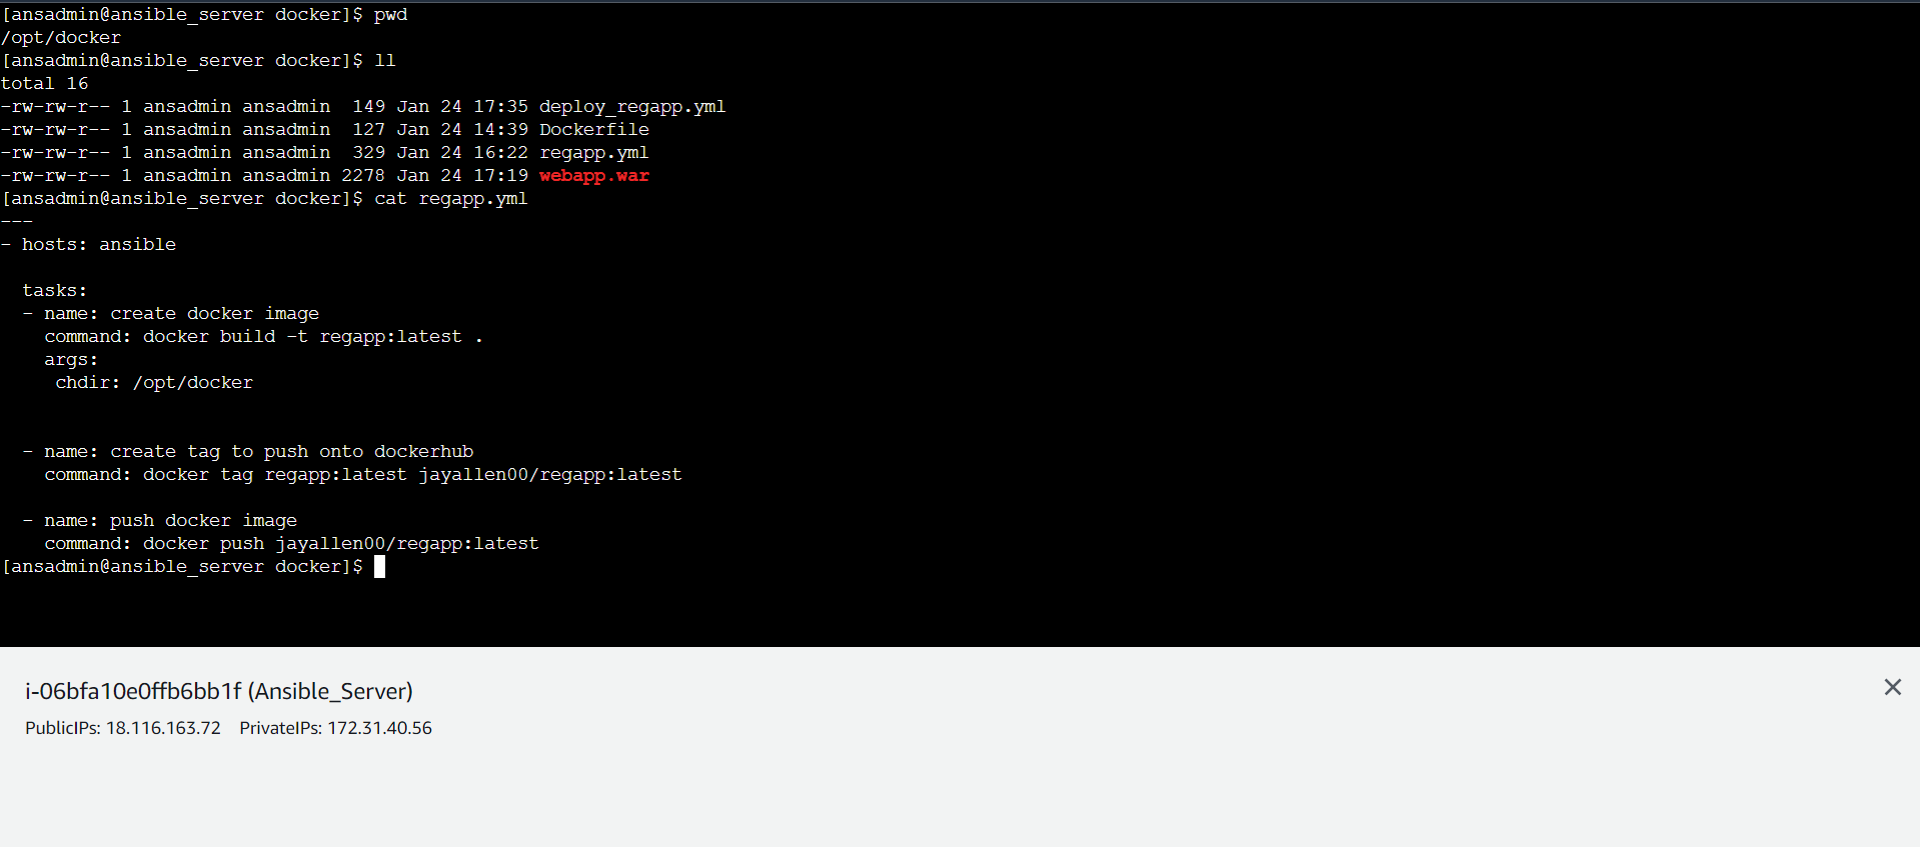 [ansadmin@ansible_server docker]$ pwd
/opt/docker
[ansadmin@ansible_server docker]$ ll
total 16
-rw-rw-r-- 1 ansadmin ansadmin  149 Jan 24 17:35 deploy_regapp.yml
-rw-rw-r-- 1 ansadmin ansadmin  127 Jan 24 14:39 Dockerfile
-rw-rw-r-- 1 ansadmin ansadmin  329 Jan 24 16:22 regapp.yml
-rw-rw-r-- 1 ansadmin ansadmin 2278 Jan 24 17:19 webapp.war
[ansadmin@ansible_server docker]$ cat regapp.yml
---
- hosts: ansible
  tasks:
  - name: create docker image
    command: docker build -t regapp:latest .
    args:
     chdir: /opt/docker
  - name: create tag to push onto dockerhub
    command: docker tag regapp:latest jayallen00/regapp:latest
  - name: push docker image
    command: docker push jayallen00/regapp:latest
[ansadmin@ansible_server docker]$
i-06bfa10e0ffb6bb1f (Ansible_Server)
PublicIPs: 18.116.163.72    PrivateIPs: 172.31.40.56